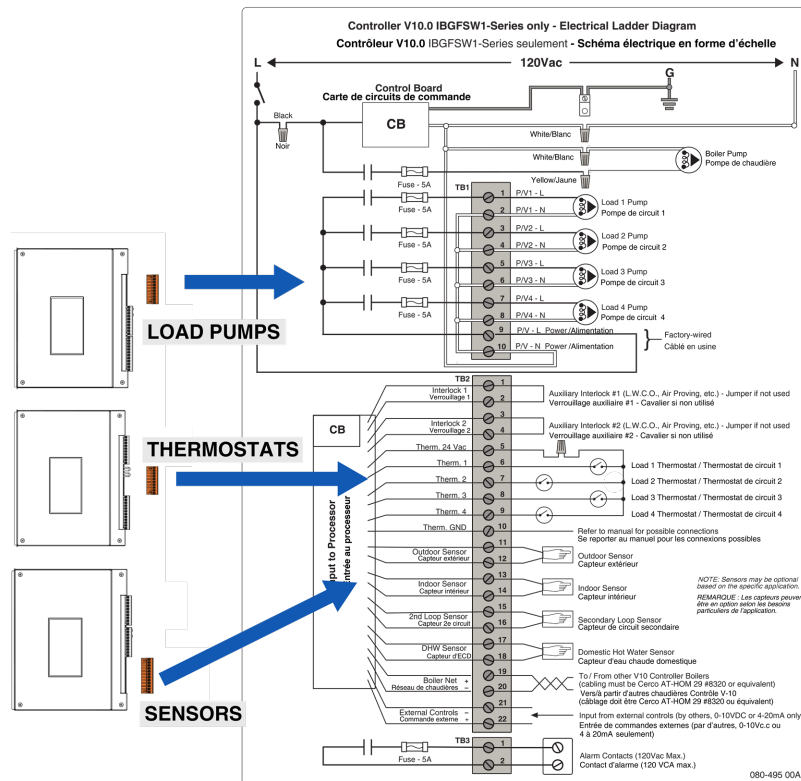 Controller V10.0 IBGFSW1-Series only - Electrical Ladder Diagram
Contrôleur V10.0 IBGFSW1-Series seulement - Schéma électrique en forme d'échelle
L
120Vac
N
G
Control Board
Carte de circuits de commande
CB
Black
Noir
White/Blanc
White/Blanc
Boiler Pump
Pompe de chaudière
Yellow/Jaune
Fuse - 5A
TB1
1 P/V1 - L
Fuse - 5A
2 P/V1 - N
Load 1 Pump
Pompe de circuit 1
3 P/V2 - L
Fuse - 5A
4 P/V2 - N
Load 2 Pump
Pompe de circuit 2
5 P/V3 - L
Fuse - 5A
6 P/V3 - N
Load 3 Pump
Pompe de circuit 3
7 P/V4 - L
Fuse - 5A
8 P/V4 - N
Load 4 Pump
Pompe de circuit 4
9 P/V - L Power /Alimentation
10 P/V - N Power /Alimentation
Factory-wired
Câblé en usine
LOAD PUMPS
THERMOSTATS
SENSORS
TB2
CB
Input to Processor
Entrée au processeur
Interlock 1
Verrouillage 1
1
2
Auxiliary Interlock #1 (L.W.C.O., Air Proving, etc.) - Jumper if not used
Verrouillage auxiliaire #1 - Cavalier si non utilisé
Interlock 2
Verrouillage 2
3
4
Auxiliary Interlock #2 (L.W.C.O., Air Proving, etc.) - Jumper if not used
Verrouillage auxiliaire #2 - Cavalier si non utilisé
Therm. 24 Vac
5
Therm. 1
6
Load 1 Thermostat / Thermostat de circuit 1
Therm. 2
7
Load 2 Thermostat / Thermostat de circuit 2
Therm. 3
8
Load 3 Thermostat / Thermostat de circuit 3
Therm. 4
9
Load 4 Thermostat / Thermostat de circuit 4
Therm. GND
10
Refer to manual for possible connections
Se reporter au manuel pour les connexions possibles
Outdoor Sensor
Capteur extérieur
11
12
Outdoor Sensor
Capteur extérieur
Indoor Sensor
Capteur intérieur
13
14
Indoor Sensor
Capteur intérieur
NOTE: Sensors may be optional
based on the specific application.
REMARQUE : Les capteurs peuven
être en option selon les besoins
particuliers de l'application.
2nd Loop Sensor
Capteur 2e circuit
15
16
Secondary Loop Sensor
Capteur de circuit secondaire
DHW Sensor
Capteur d'ECD
17
18
Domestic Hot Water Sensor
Capteur d'eau chaude domestique
Boiler Net +
Réseau de chaudières –
19
20
To / From other V10 Controller Boilers
(cabling must be Cerco AT-HOM 29 #8320 or equivalent)
Vers/à partir d'autres chaudières Contrôle V-10
(câblage doit être Cerco AT-HOM 29 #8320 ou équivalent)
External Controls –
Commande externe +
21
22
Input from external controls (by others, 0-10VDC or 4-20mA only
Entrée de commandes externes (par d'autres, 0-10Vc.c ou
4 à 20mA seulement)
TB3
Fuse - 5A
1
2
Alarm Contacts (120Vac Max.)
Contact d'alarme (120 VCA max.)
080-495 00A